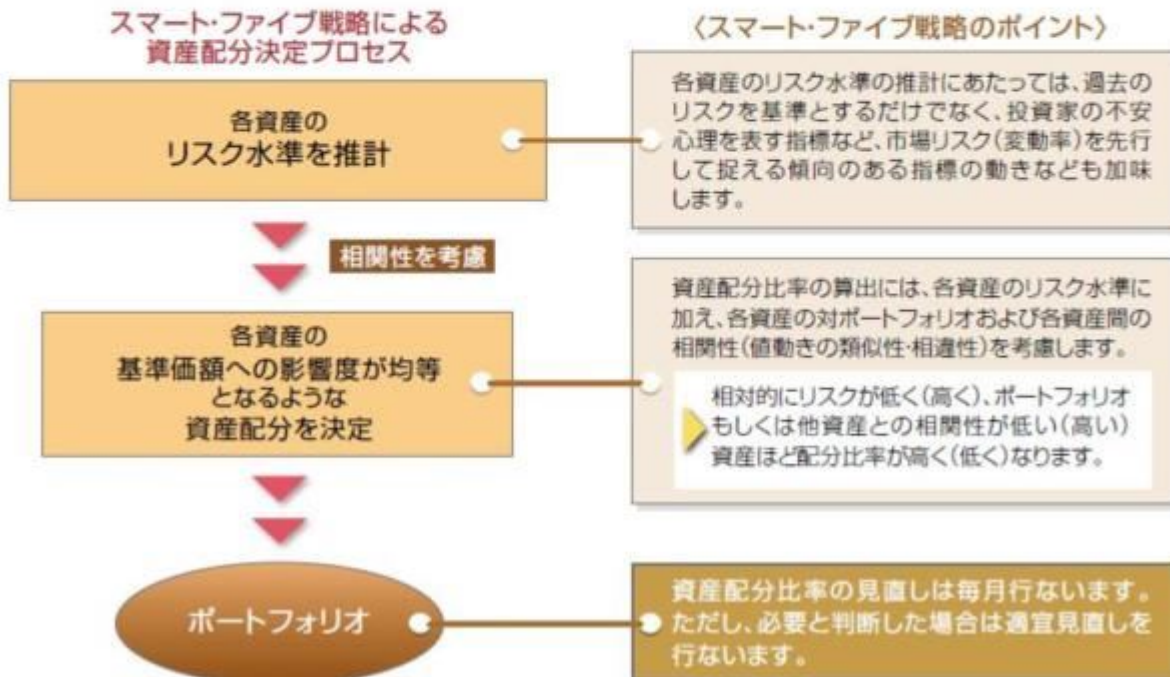 スマート・ファイブ戦略による
資産配分決定プロセス
〈スマート・ファイブ戦略のポイント〉
各資産の
リスク水準を推計
各資産のリスク水準の推計にあたっては、過去の
リスクを基準とするだけでなく、投資家の不安
心理を表す指標など、市場リスク(変動率)を先行
して捉える傾向のある指標の動きなども加味
します。
相関性を考慮
各資産の
基準価額への影響度が均等
となるような
資産配分を決定
資産配分比率の算出には、各資産のリスク水準に
加え、各資産の対ポートフォリオおよび各資産間の
相関性(値動きの類似性・相違性)を考慮します。
相対的にリスクが低く(高く)、ポートフォリオ
もしくは他資産との相関性が低い(高い)
資産ほど配分比率が高く(低く)なります。
ポートフォリオ
資産配分比率の見直しは毎月行ないます。
ただし、必要と判断した場合は適宜見直しを
行ないます。